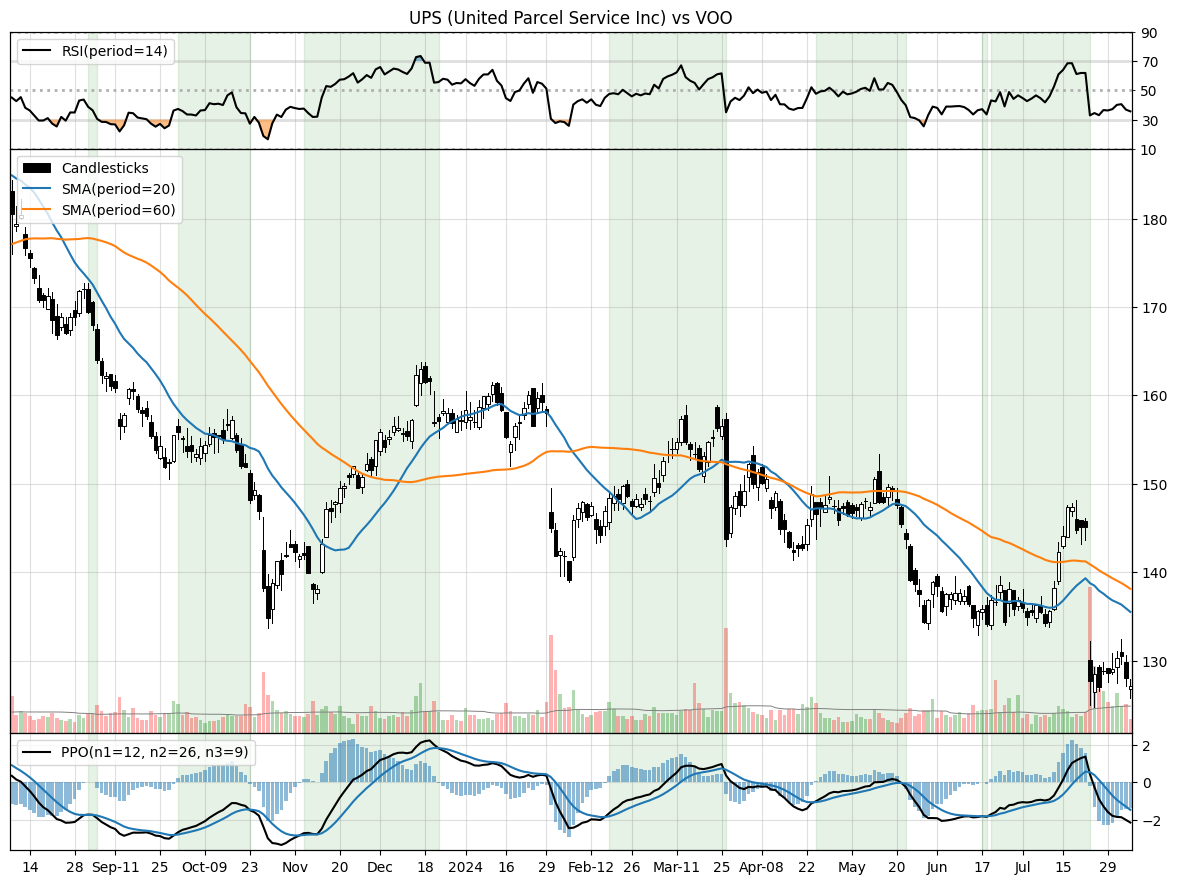 UPS (United Parcel Service Inc) vs VOO
RSI(period=14)
90
70
50
30
10
Candlesticks
SMA(period=20)
SMA(period=60)
180
170
160
150
140
130
PPO(n1=12, n2=26, n3=9)
2
0
−2
14 28 Sep-11 25 Oct-09 23 Nov 20 Dec 18 2024 16 29 Feb-12 26 Mar-11 25 Apr-08 22 May 20 Jun 17 Jul 15 29